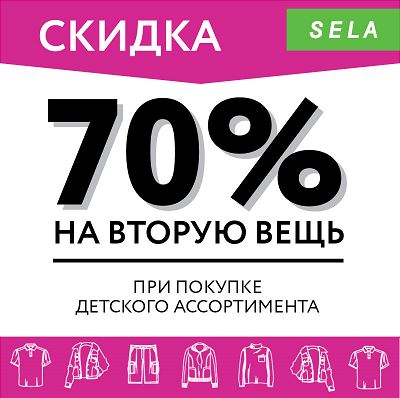 СКИДКА
SELA
70%
НА ВТОРУЮ ВЕЩЬ
ПРИ ПОКУПКЕ
ДЕТСКОГО АССОРТИМЕНТА